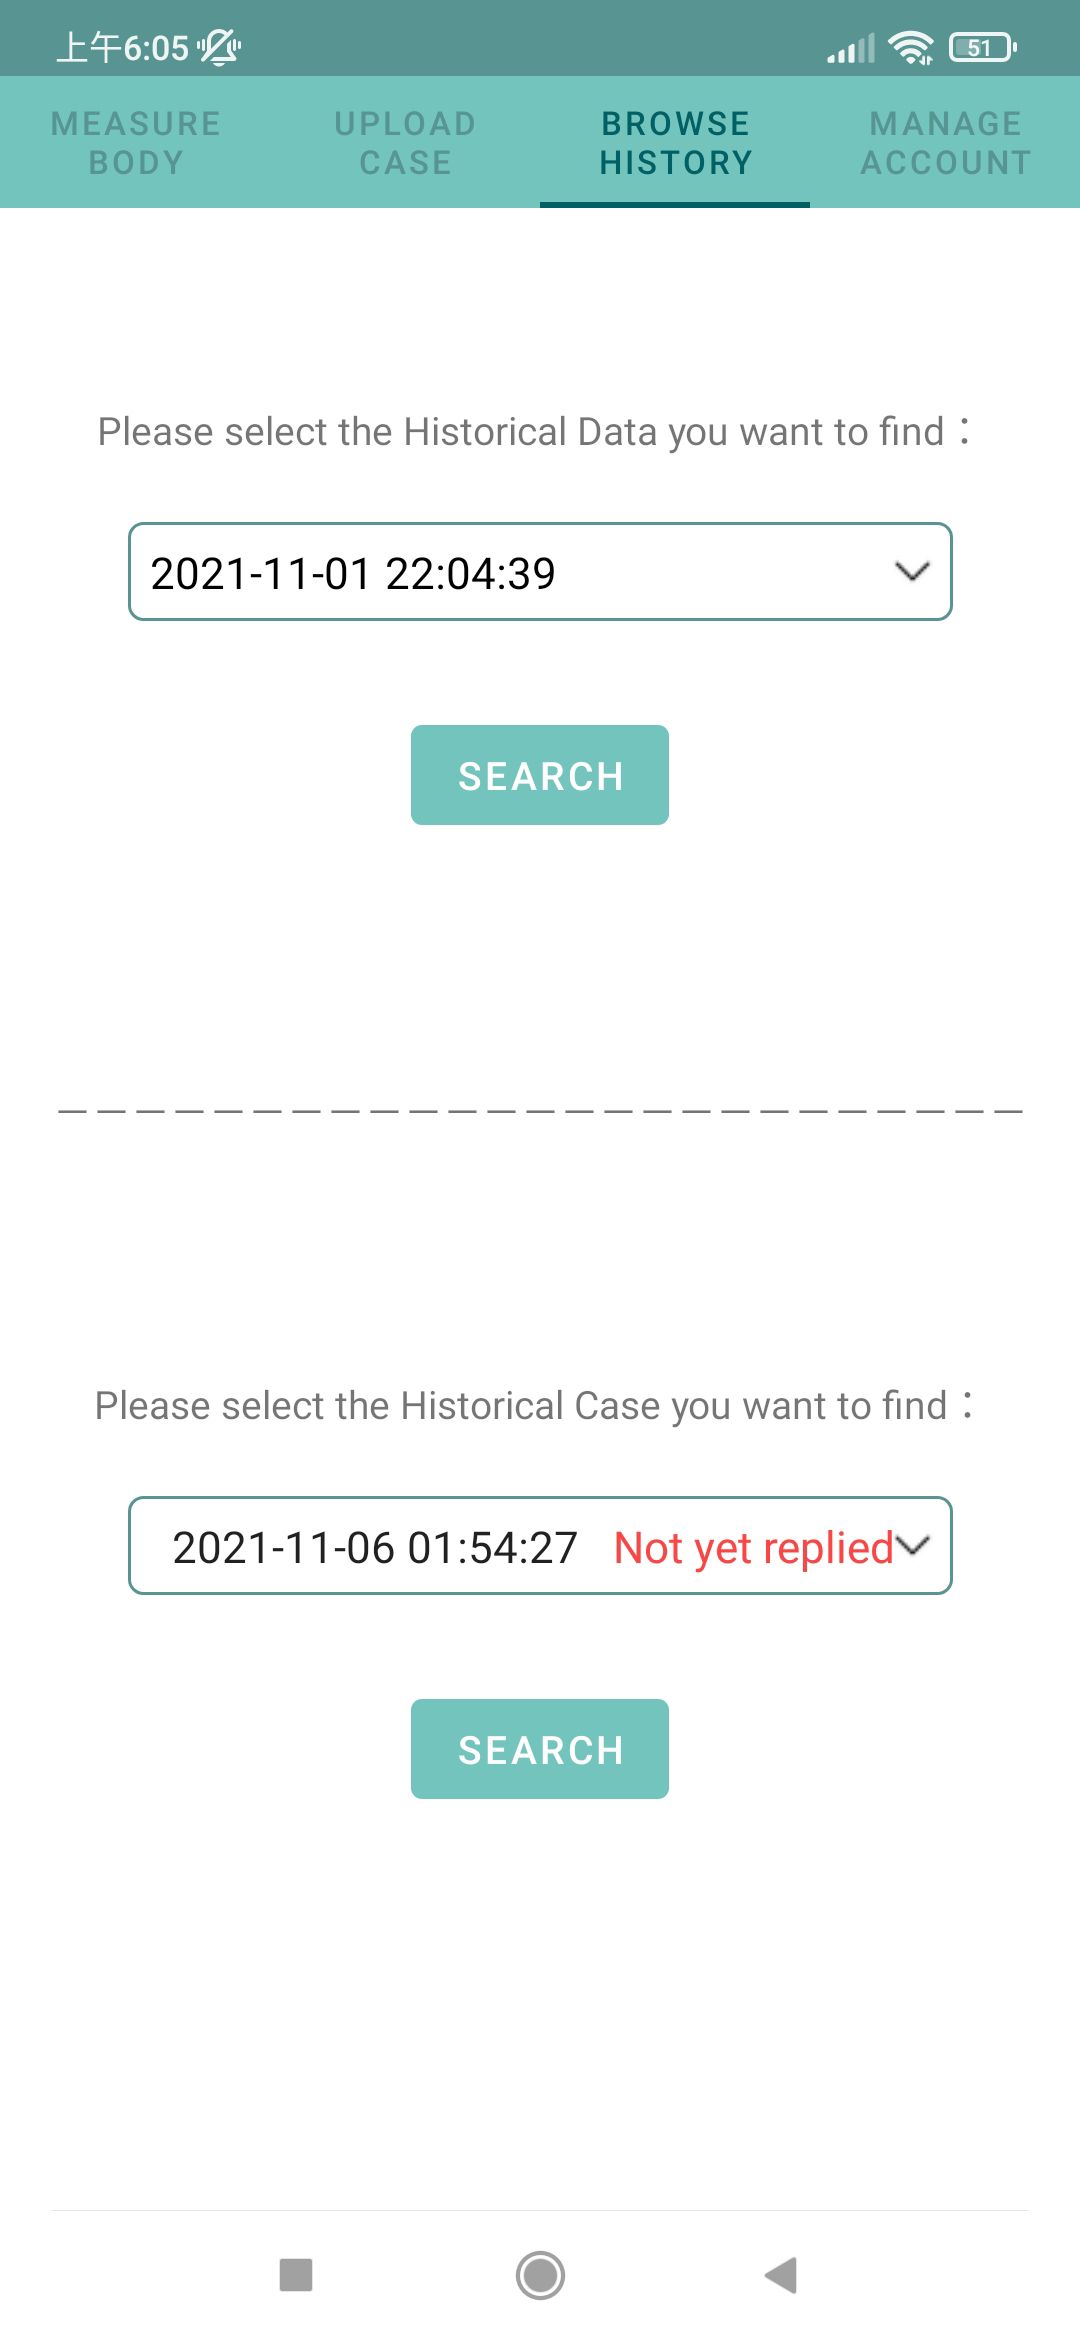 上午6:05 51
MEASURE BODY
UPLOAD CASE
BROWSE HISTORY
MANAGE ACCOUNT
Please select the Historical Data you want to find：
2021-11-01 22:04:39
SEARCH
Please select the Historical Case you want to find：
2021-11-06 01:54:27 Not yet replied
SEARCH